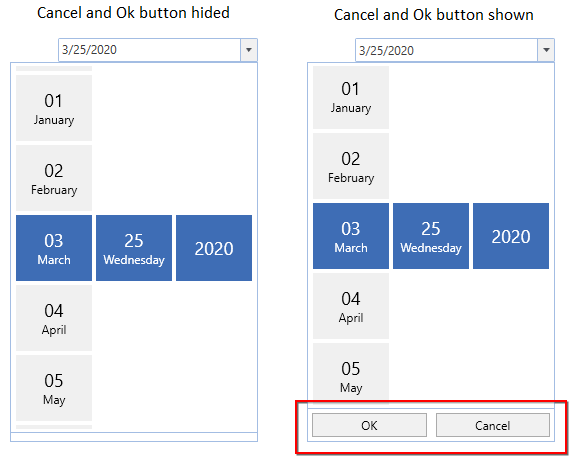 Cancel and Ok button hided
3/25/2020
01
January
02
February
03
March
25
Wednesday
2020
04
April
05
May
Cancel and Ok button shown
3/25/2020
01
January
02
February
03
March
25
Wednesday
2020
04
April
05
May
OK
Cancel